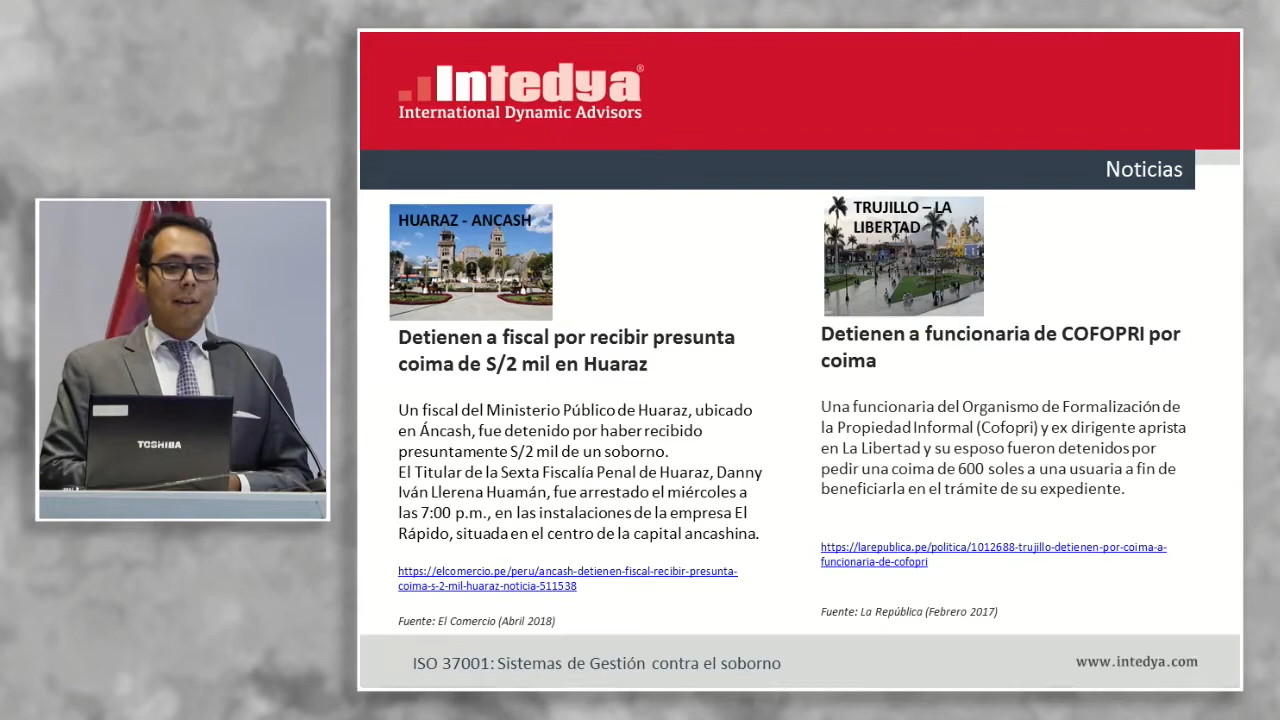 Intedya®
International Dynamic Advisors
Noticias
HUARAZ - ANCASH
Detienen a fiscal por recibir presunta
coima de S/2 mil en Huaraz
Un fiscal del Ministerio Público de Huaraz, ubicado
en Áncash, fue detenido por haber recibido
presuntamente S/2 mil de un soborno.
El Titular de la Sexta Fiscalía Penal de Huaraz, Danny
Iván Llerena Huamán, fue arrestado el miércoles a
las 7:00 p.m., en las instalaciones de la empresa El
Rápido, situada en el centro de la capital ancashina.
https://elcomercio.pe/peru/ancash-detienen-fiscal-recibir-presunta-
coima-s-2-mil-huaraz-noticia-511538
Fuente: El Comercio (Abril 2018)
TRUJILLO – LA
LIBERTAD
Detienen a funcionaria de COFOPRI por
coima
Una funcionaria del Organismo de Formalización de
la Propiedad Informal (Cofopri) y ex dirigente aprista
en La Libertad y su esposo fueron detenidos por
pedir una coima de 600 soles a una usuaria a fin de
beneficiarla en el trámite de su expediente.
https://larepublica.pe/politica/1012688-trujillo-detienen-por-coima-a-
funcionaria-de-cofopri
Fuente: La República (Febrero 2017)
ISO 37001: Sistemas de Gestión contra el soborno
www.intedya.com
TOSHIBA